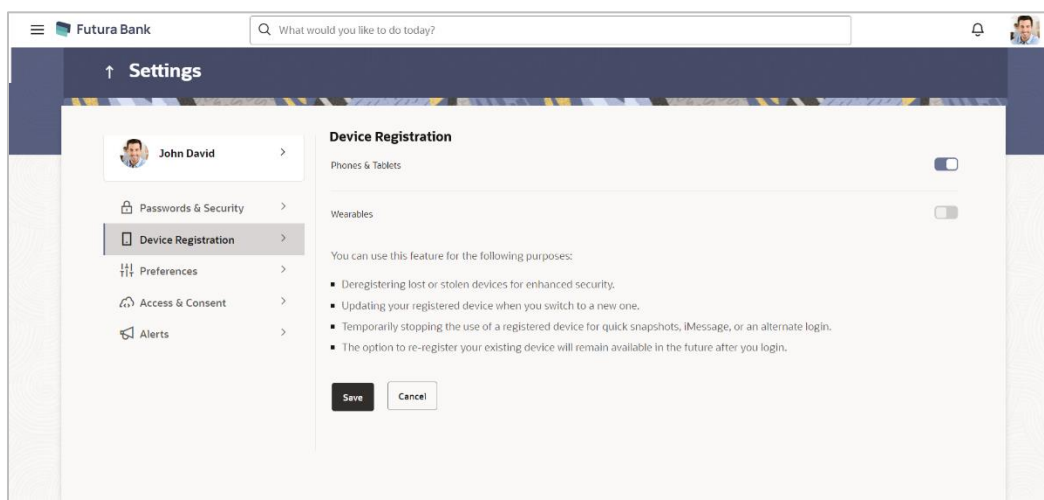 Futura Bank
What would you like to do today?
↑ Settings
John David
Passwords & Security
Device Registration
Preferences
Access & Consent
Alerts
Device Registration
Phones & Tablets
Wearables
You can use this feature for the following purposes:
▪ Deregistering lost or stolen devices for enhanced security.
▪ Updating your registered device when you switch to a new one.
▪ Temporarily stopping the use of a registered device for quick snapshots, iMessage, or an alternate login.
▪ The option to re-register your existing device will remain available in the future after you login.
Save
Cancel